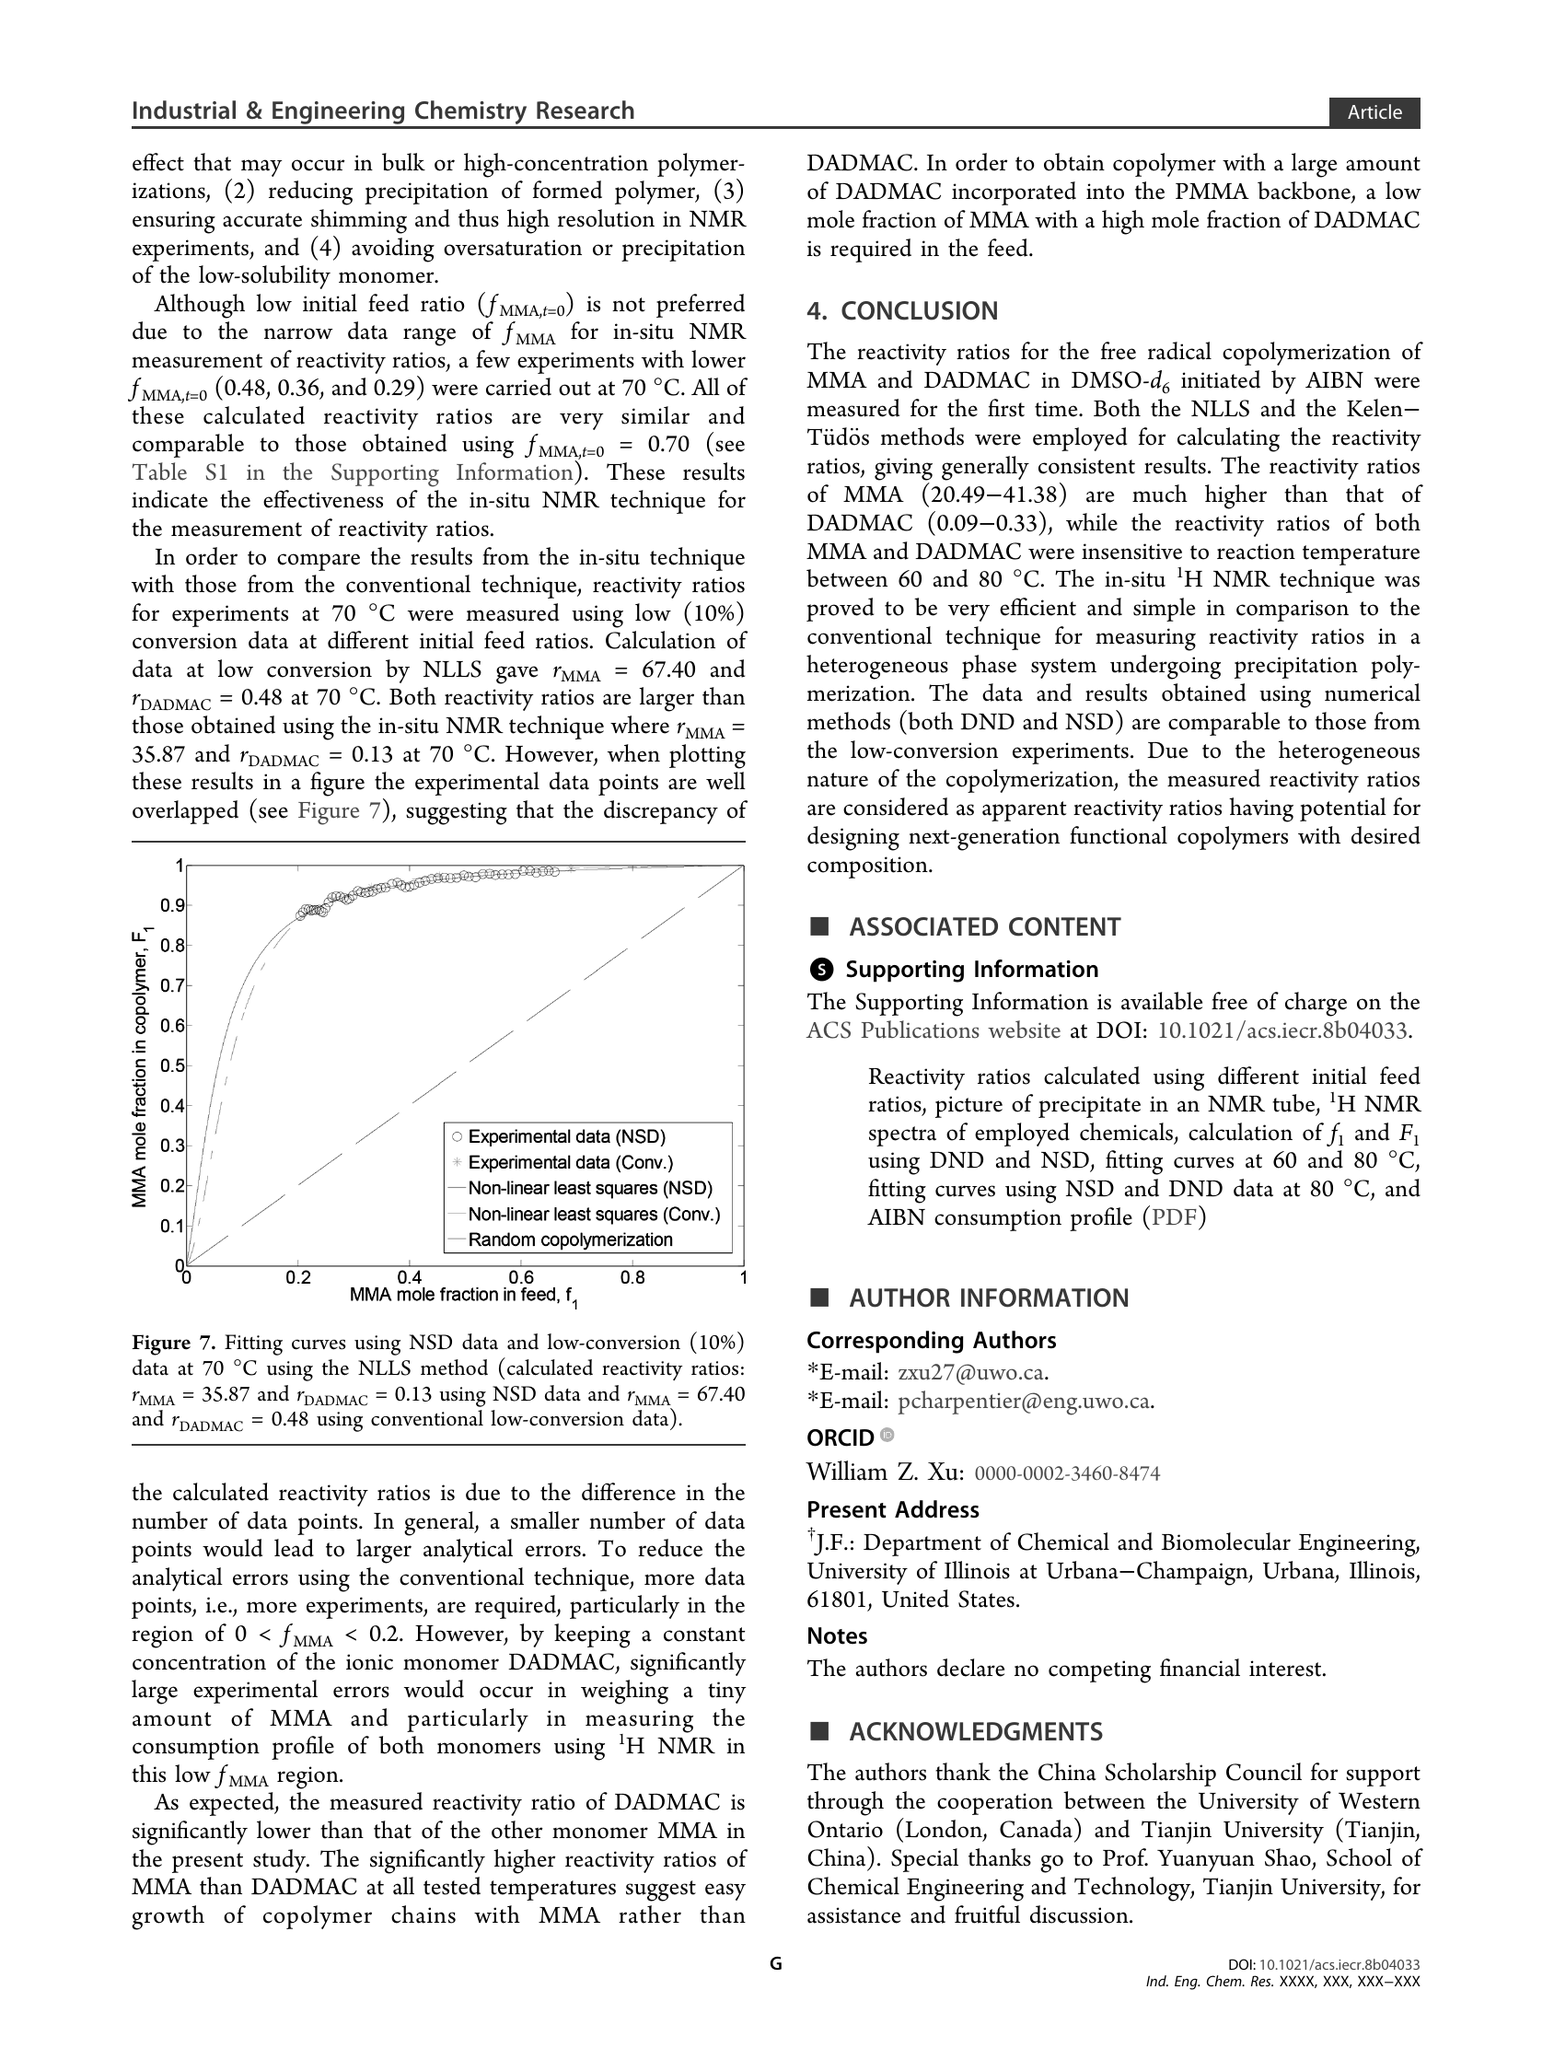 Industrial & Engineering Chemistry Research
Article
effect that may occur in bulk or high-concentration polymer-
izations, (2) reducing precipitation of formed polymer, (3)
ensuring accurate shimming and thus high resolution in NMR
experiments, and (4) avoiding oversaturation or precipitation
of the low-solubility monomer.
Although low initial feed ratio (fMMA,t=0) is not preferred
due to the narrow data range of fMMA for in-situ NMR
measurement of reactivity ratios, a few experiments with lower
fMMA,t=0 (0.48, 0.36, and 0.29) were carried out at 70 °C. All of
these calculated reactivity ratios are very similar and
comparable to those obtained using fMMA,t=0 = 0.70 (see
Table S1 in the Supporting Information). These results
indicate the effectiveness of the in-situ NMR technique for
the measurement of reactivity ratios.
In order to compare the results from the in-situ technique
with those from the conventional technique, reactivity ratios
for experiments at 70 °C were measured using low (10%)
conversion data at different initial feed ratios. Calculation of
data at low conversion by NLLS gave rMMA = 67.40 and
rDADMAC = 0.48 at 70 °C. Both reactivity ratios are larger than
those obtained using the in-situ NMR technique where rMMA =
35.87 and rDADMAC = 0.13 at 70 °C. However, when plotting
these results in a figure the experimental data points are well
overlapped (see Figure 7), suggesting that the discrepancy of
MMA mole fraction in copolymer, F1
1
0.9
0.8
0.7
0.6
0.5
0.4
0.3
0.2
0.1
0
Experimental data (NSD)
Experimental data (Conv.)
Non-linear least squares (NSD)
Non-linear least squares (Conv.)
Random copolymerization
0 0.2 0.4 0.6 0.8 1
MMA mole fraction in feed, f1
Figure 7. Fitting curves using NSD data and low-conversion (10%)
data at 70 °C using the NLLS method (calculated reactivity ratios:
rMMA = 35.87 and rDADMAC = 0.13 using NSD data and rMMA = 67.40
and rDADMAC = 0.48 using conventional low-conversion data).
the calculated reactivity ratios is due to the difference in the
number of data points. In general, a smaller number of data
points would lead to larger analytical errors. To reduce the
analytical errors using the conventional technique, more data
points, i.e., more experiments, are required, particularly in the
region of 0 < fMMA < 0.2. However, by keeping a constant
concentration of the ionic monomer DADMAC, significantly
large experimental errors would occur in weighing a tiny
amount of MMA and particularly in measuring the
consumption profile of both monomers using 1H NMR in
this low fMMA region.
As expected, the measured reactivity ratio of DADMAC is
significantly lower than that of the other monomer MMA in
the present study. The significantly higher reactivity ratios of
MMA than DADMAC at all tested temperatures suggest easy
growth of copolymer chains with MMA rather than
DADMAC. In order to obtain copolymer with a large amount
of DADMAC incorporated into the PMMA backbone, a low
mole fraction of MMA with a high mole fraction of DADMAC
is required in the feed.
4. CONCLUSION
The reactivity ratios for the free radical copolymerization of
MMA and DADMAC in DMSO-d6 initiated by AIBN were
measured for the first time. Both the NLLS and the Kelen−
Tüdös methods were employed for calculating the reactivity
ratios, giving generally consistent results. The reactivity ratios
of MMA (20.49−41.38) are much higher than that of
DADMAC (0.09−0.33), while the reactivity ratios of both
MMA and DADMAC were insensitive to reaction temperature
between 60 and 80 °C. The in-situ 1H NMR technique was
proved to be very efficient and simple in comparison to the
conventional technique for measuring reactivity ratios in a
heterogeneous phase system undergoing precipitation poly-
merization. The data and results obtained using numerical
methods (both DND and NSD) are comparable to those from
the low-conversion experiments. Due to the heterogeneous
nature of the copolymerization, the measured reactivity ratios
are considered as apparent reactivity ratios having potential for
designing next-generation functional copolymers with desired
composition.
■ ASSOCIATED CONTENT
S Supporting Information
The Supporting Information is available free of charge on the
ACS Publications website at DOI: 10.1021/acs.iecr.8b04033.
Reactivity ratios calculated using different initial feed
ratios, picture of precipitate in an NMR tube, 1H NMR
spectra of employed chemicals, calculation of f1 and F1
using DND and NSD, fitting curves at 60 and 80 °C,
fitting curves using NSD and DND data at 80 °C, and
AIBN consumption profile (PDF)
■ AUTHOR INFORMATION
Corresponding Authors
*E-mail: zxu27@uwo.ca.
*E-mail: pcharpentier@eng.uwo.ca.
ORCID iD
William Z. Xu: 0000-0002-3460-8474
Present Address
†J.F.: Department of Chemical and Biomolecular Engineering,
University of Illinois at Urbana−Champaign, Urbana, Illinois,
61801, United States.
Notes
The authors declare no competing financial interest.
■ ACKNOWLEDGMENTS
The authors thank the China Scholarship Council for support
through the cooperation between the University of Western
Ontario (London, Canada) and Tianjin University (Tianjin,
China). Special thanks go to Prof. Yuanyuan Shao, School of
Chemical Engineering and Technology, Tianjin University, for
assistance and fruitful discussion.
G
DOI: 10.1021/acs.iecr.8b04033
Ind. Eng. Chem. Res. XXXX, XXX, XXX−XXX